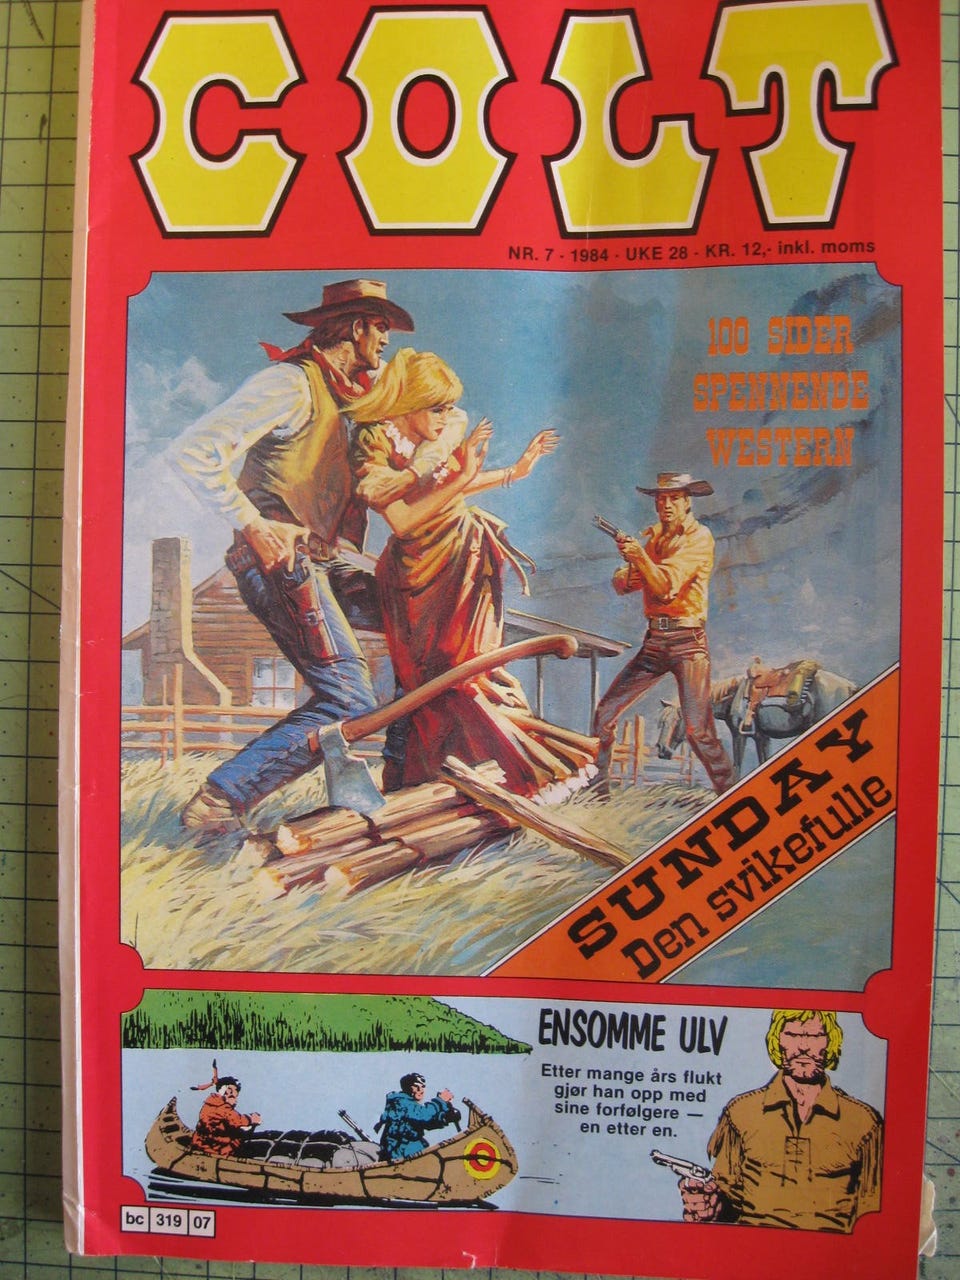 COLT
NR. 7 - 1984 - UKE 28 - KR. 12,- inkl. moms
100 SIDER
SPENNENDE
WESTERN
SUNDAY
Den svikefulle
ENSOMME ULV
Etter mange års flukt
gjør han opp med
sine forfølgere —
en etter en.
bc 319 07